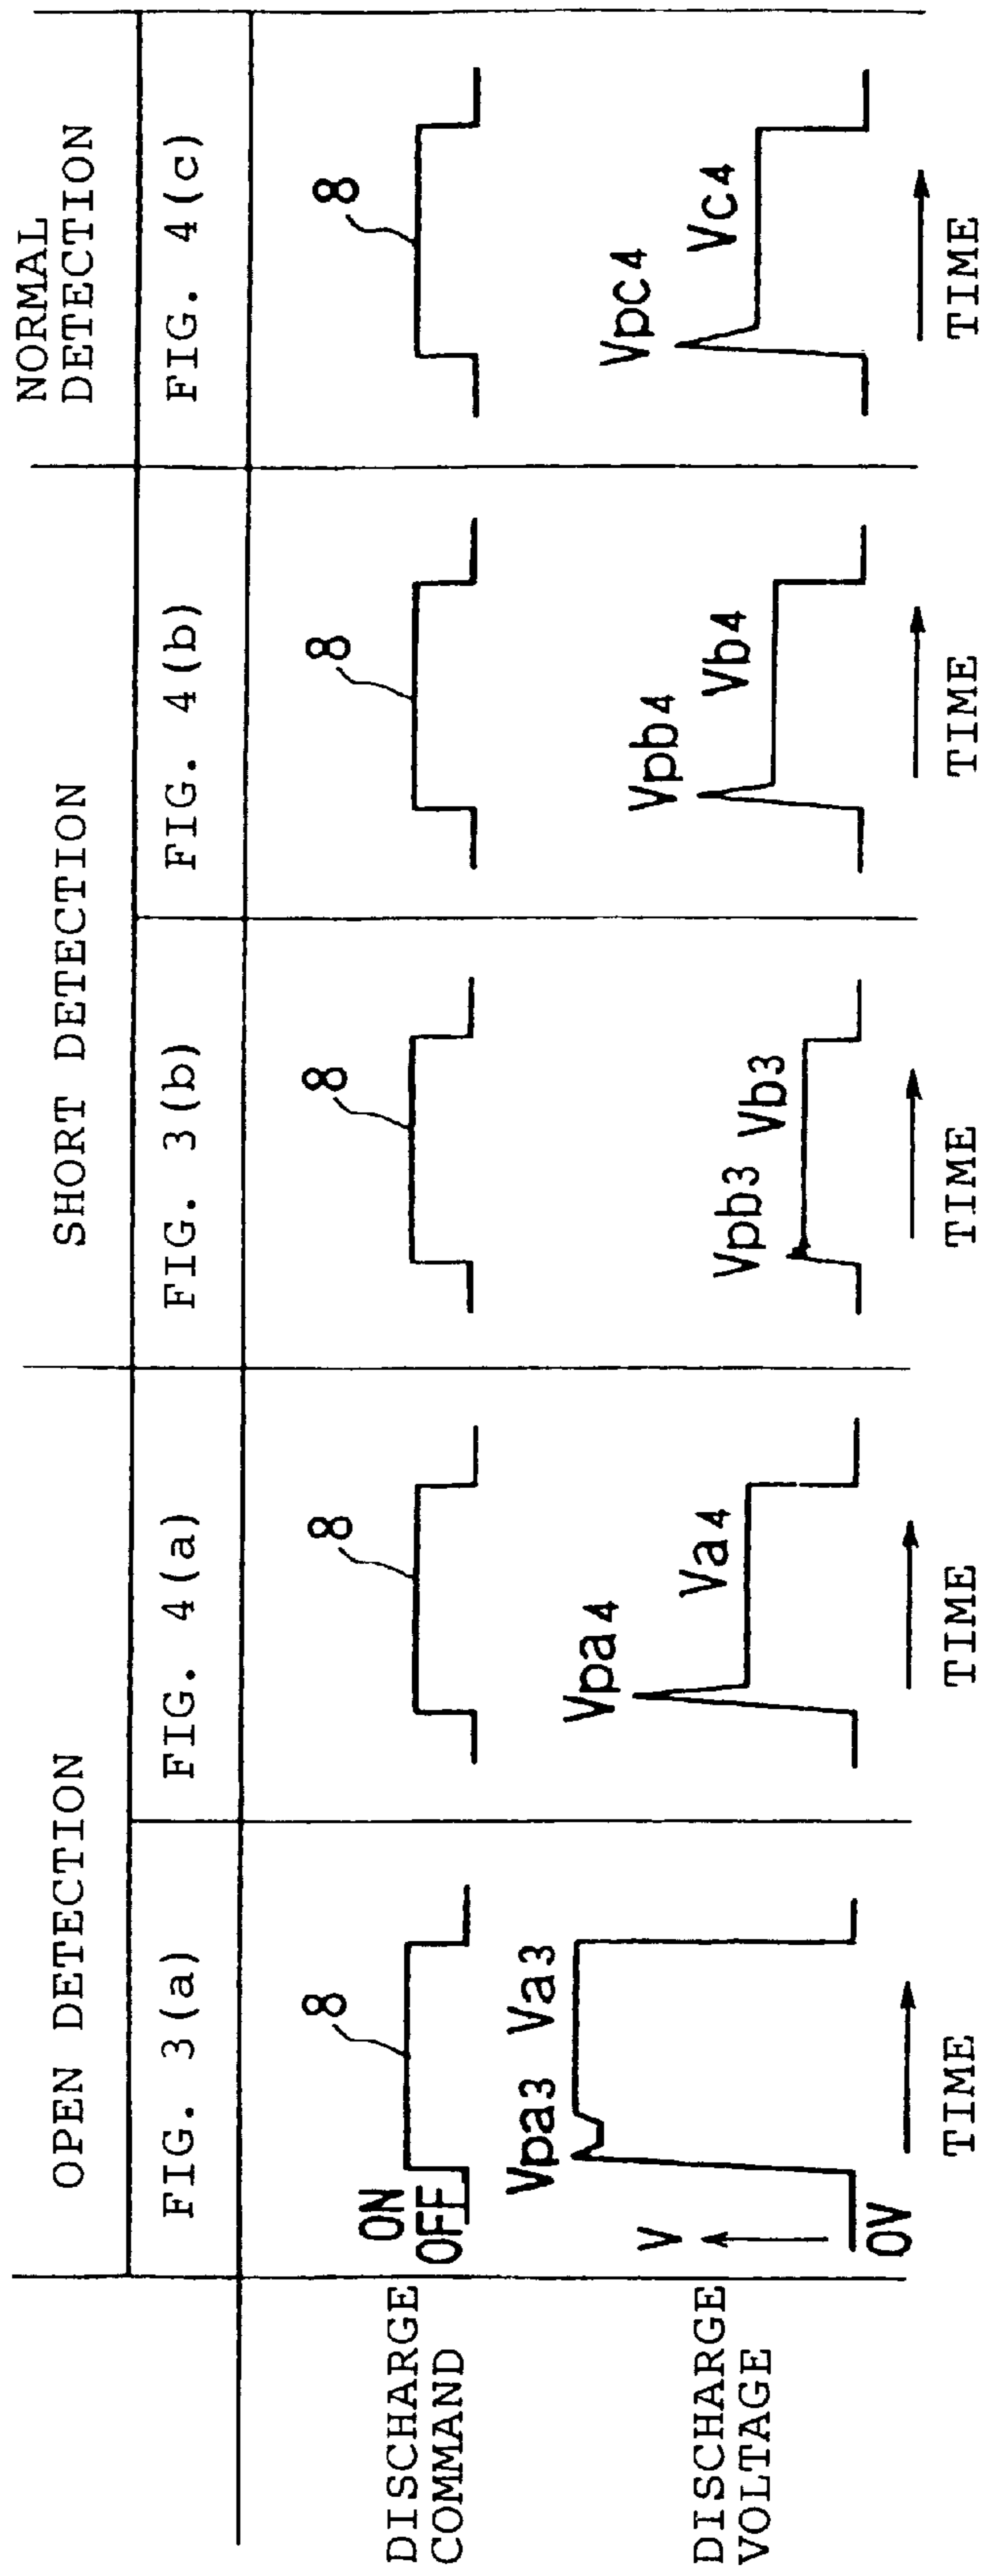 OPEN DETECTION
SHORT DETECTION
NORMAL
DETECTION
FIG. 3(a)
FIG. 4(a)
FIG. 3(b)
FIG. 4(b)
FIG. 4(c)
DISCHARGE
COMMAND
ON
OFF
8
8
8
8
8
DISCHARGE
VOLTAGE
V
0V
Vpa3
Va3
Vpa4
Va4
Vpb3
Vb3
Vpb4
Vb4
Vpc4
Vc4
TIME
TIME
TIME
TIME
TIME